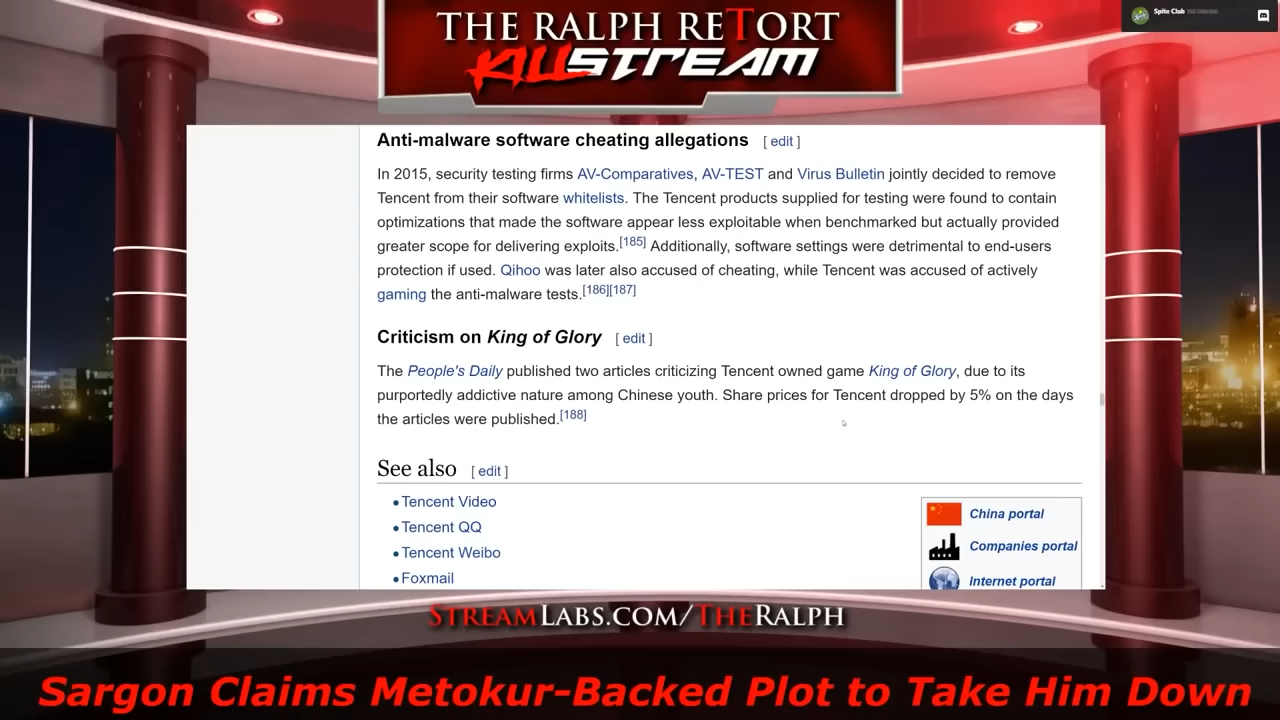 THE RALPH RETORT
KILLSTREAM
Spite Club
Anti-malware software cheating allegations [ edit ]
In 2015, security testing firms AV-Comparatives, AV-TEST and Virus Bulletin jointly decided to remove
Tencent from their software whitelists. The Tencent products supplied for testing were found to contain
optimizations that made the software appear less exploitable when benchmarked but actually provided
greater scope for delivering exploits.[185] Additionally, software settings were detrimental to end-users
protection if used. Qihoo was later also accused of cheating, while Tencent was accused of actively
gaming the anti-malware tests.[186][187]
Criticism on King of Glory [ edit ]
The People's Daily published two articles criticizing Tencent owned game King of Glory, due to its
purportedly addictive nature among Chinese youth. Share prices for Tencent dropped by 5% on the days
the articles were published.[188]
See also [ edit ]
•Tencent Video
•Tencent QQ
•Tencent Weibo
•Foxmail
China portal
Companies portal
Internet portal
STREAMLABS.COM/THERALPH
Sargon Claims Metokur-Backed Plot to Take Him Down